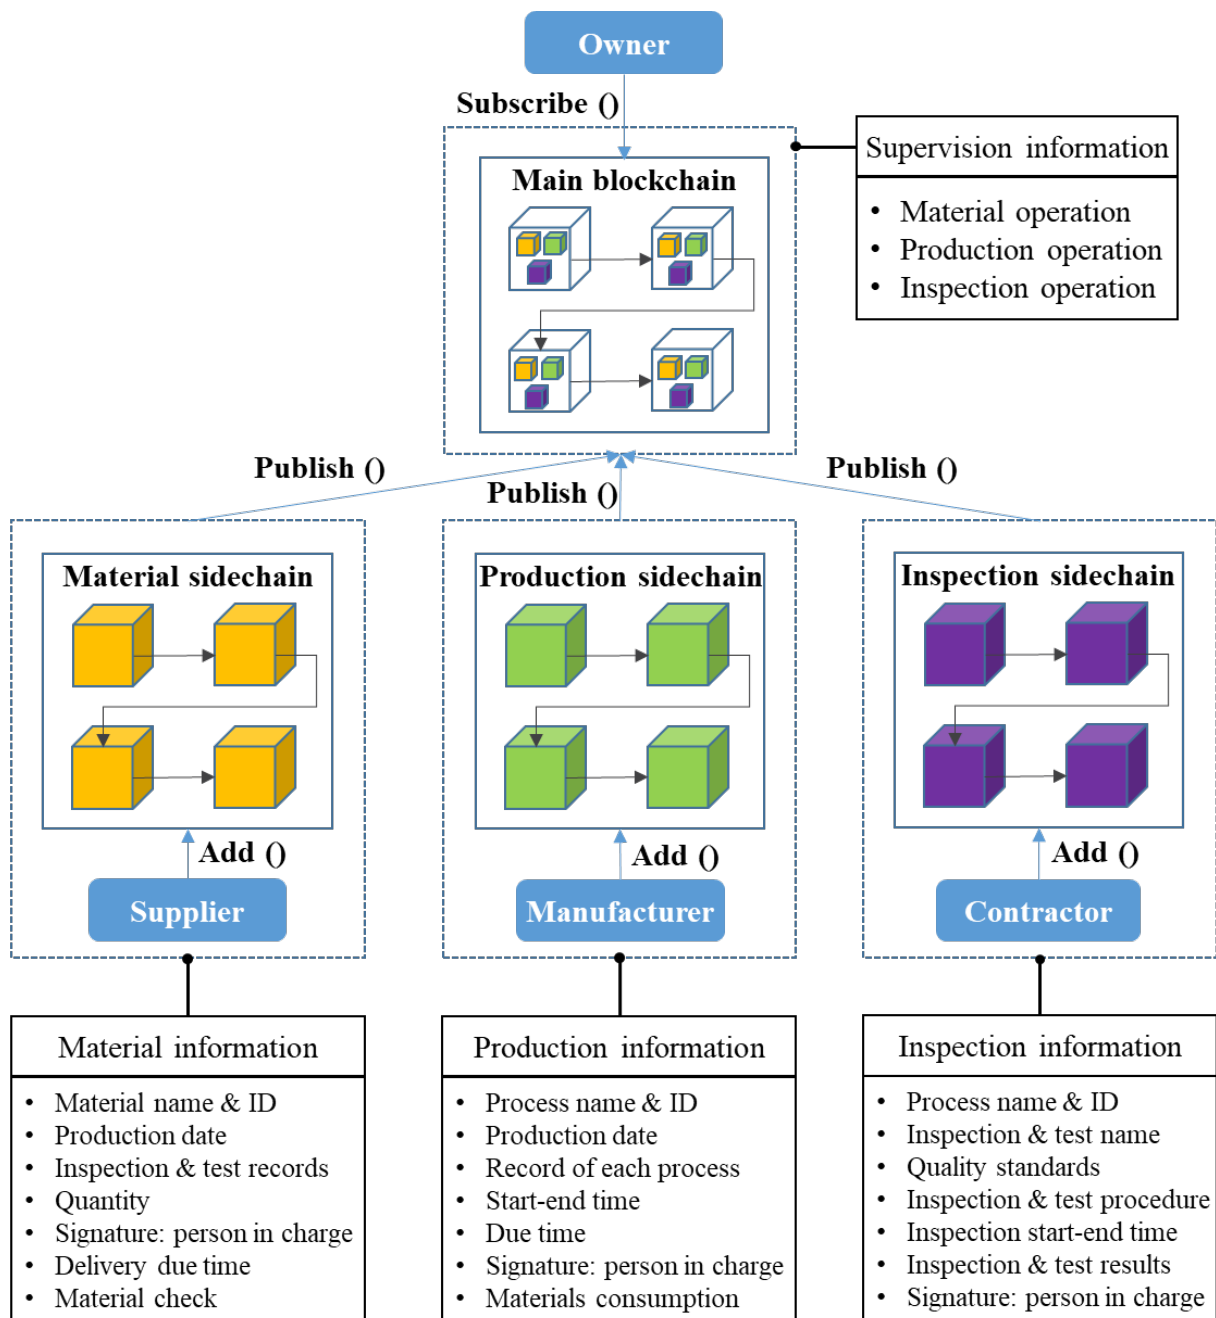 Owner
Subscribe ()
Supervision information
• Material operation
• Production operation
• Inspection operation
Main blockchain
Publish ()
Publish ()
Publish ()
Material sidechain
Add ()
Supplier
Production sidechain
Add ()
Manufacturer
Inspection sidechain
Add ()
Contractor
Material information
• Material name & ID
• Production date
• Inspection & test records
• Quantity
• Signature: person in charge
• Delivery due time
• Material check
Production information
• Process name & ID
• Production date
• Record of each process
• Start-end time
• Due time
• Signature: person in charge
• Materials consumption
Inspection information
• Process name & ID
• Inspection & test name
• Quality standards
• Inspection & test procedure
• Inspection start-end time
• Inspection & test results
• Signature: person in charge